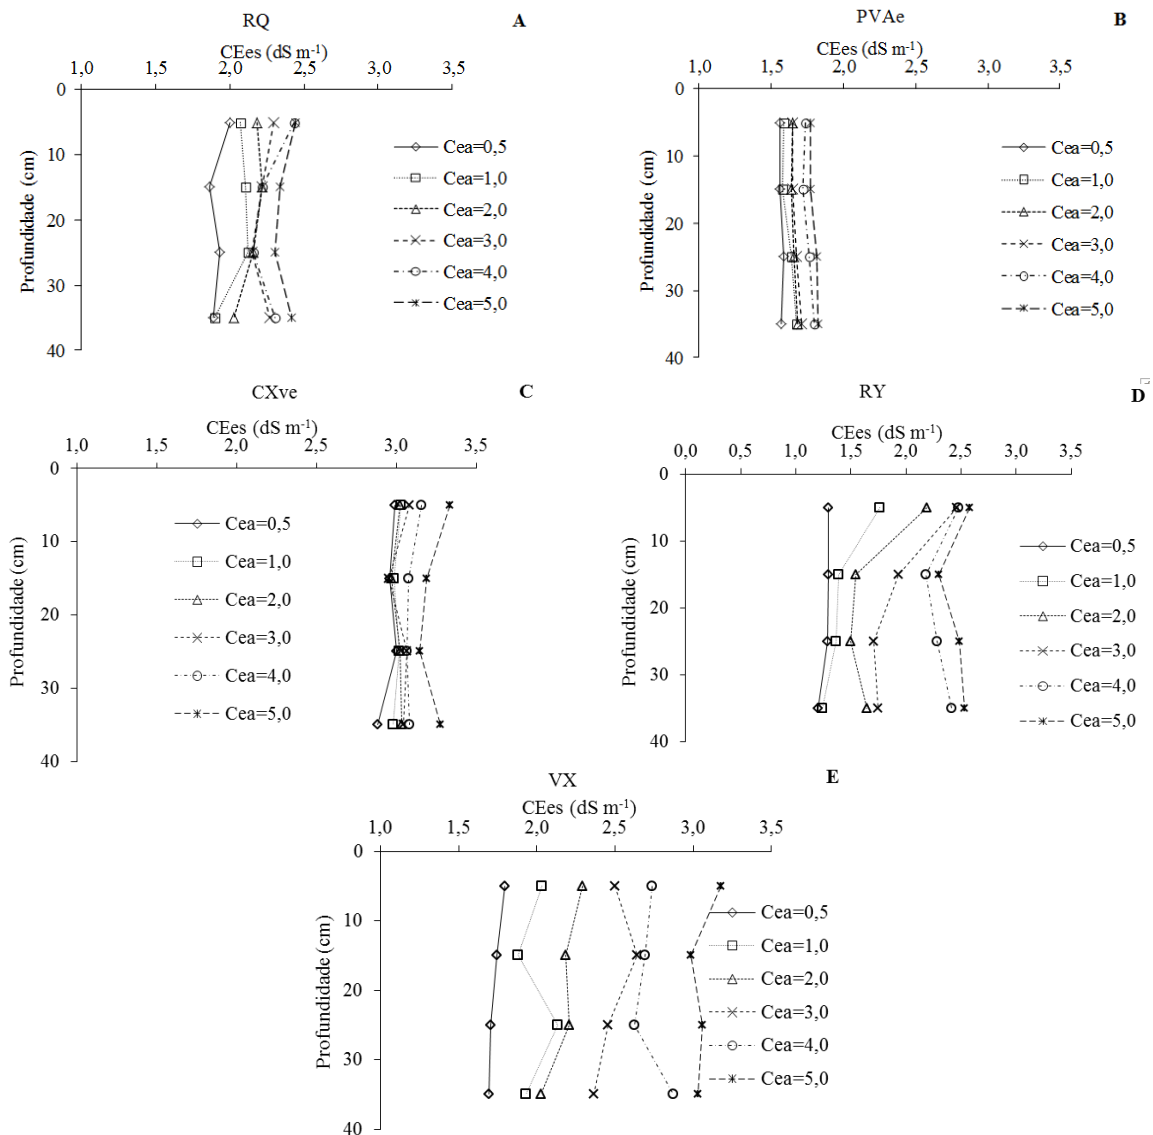 RQ
A
CEes (dS m-1)
1,0 1,5 2,0 2,5 3,0 3,5
0
10
20
30
40
Profundidade (cm)
Cea=0,5
Cea=1,0
Cea=2,0
Cea=3,0
Cea=4,0
Cea=5,0
PVAe
B
CEes (dS m-1)
1,0 1,5 2,0 2,5 3,0 3,5
0
10
20
30
40
Profundidade (cm)
Cea=0,5
Cea=1,0
Cea=2,0
Cea=3,0
Cea=4,0
Cea=5,0
CXve
C
CEes (dS m-1)
1,0 1,5 2,0 2,5 3,0 3,5
0
10
20
30
40
Profundidade (cm)
Cea=0,5
Cea=1,0
Cea=2,0
Cea=3,0
Cea=4,0
Cea=5,0
RY
D
CEes (dS m-1)
0,0 0,5 1,0 1,5 2,0 2,5 3,0 3,5
0
10
20
30
40
Profundidade (cm)
Cea=0,5
Cea=1,0
Cea=2,0
Cea=3,0
Cea=4,0
Cea=5,0
VX
E
CEes (dS m-1)
1,0 1,5 2,0 2,5 3,0 3,5
0
10
20
30
40
Profundidade (cm)
Cea=0,5
Cea=1,0
Cea=2,0
Cea=3,0
Cea=4,0
Cea=5,0